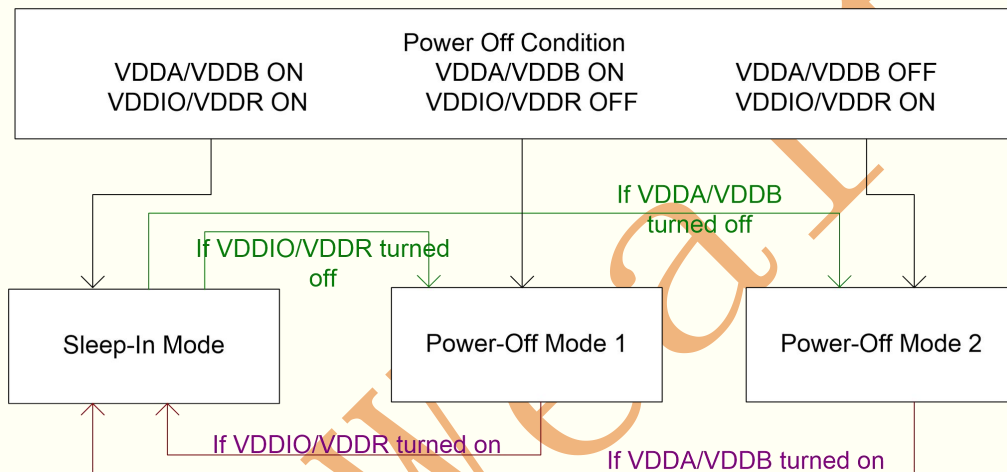 Power Off Condition
VDDA/VDDB ON VDDA/VDDB ON VDDA/VDDB OFF
VDDIO/VDDR ON VDDIO/VDDR OFF VDDIO/VDDR ON
If VDDA/VDDB
turned off
If VDDIO/VDDR turned
off
Sleep-In Mode
Power-Off Mode 1
Power-Off Mode 2
If VDDIO/VDDR turned on
If VDDA/VDDB turned on